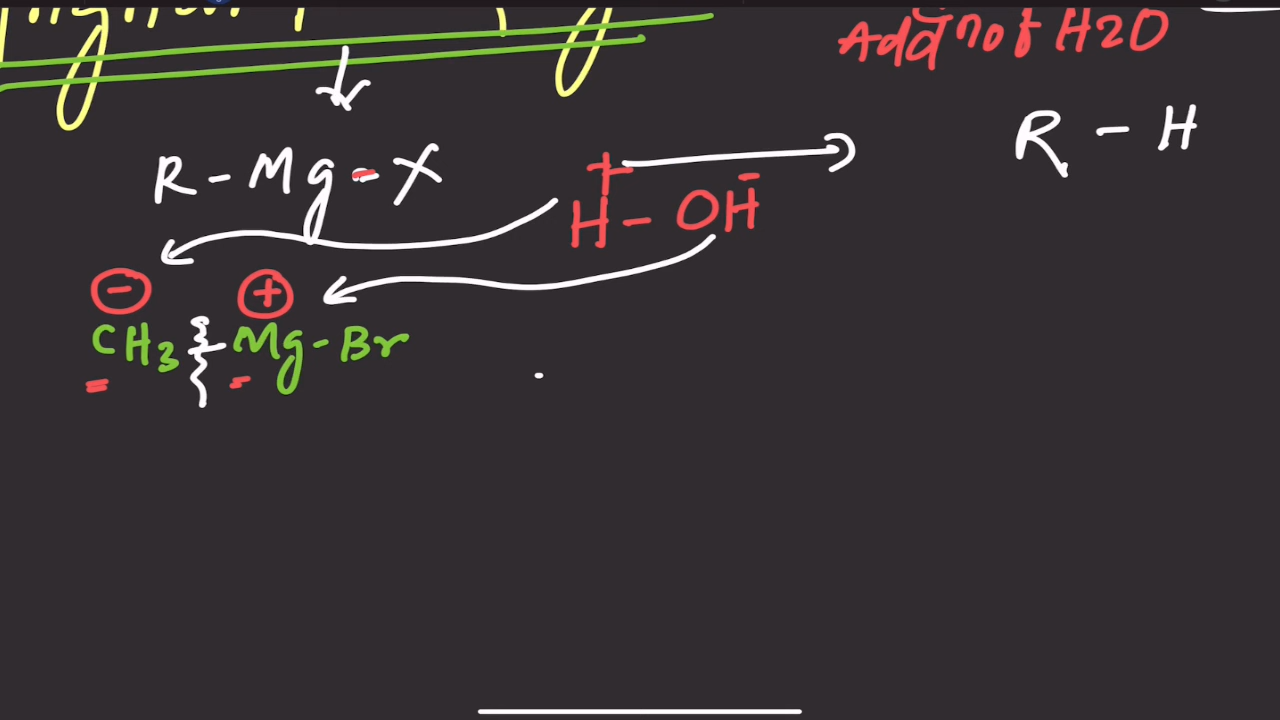 Addn of H2O
R - Mg - X
H - OH
R - H
CH3 - Mg - Br